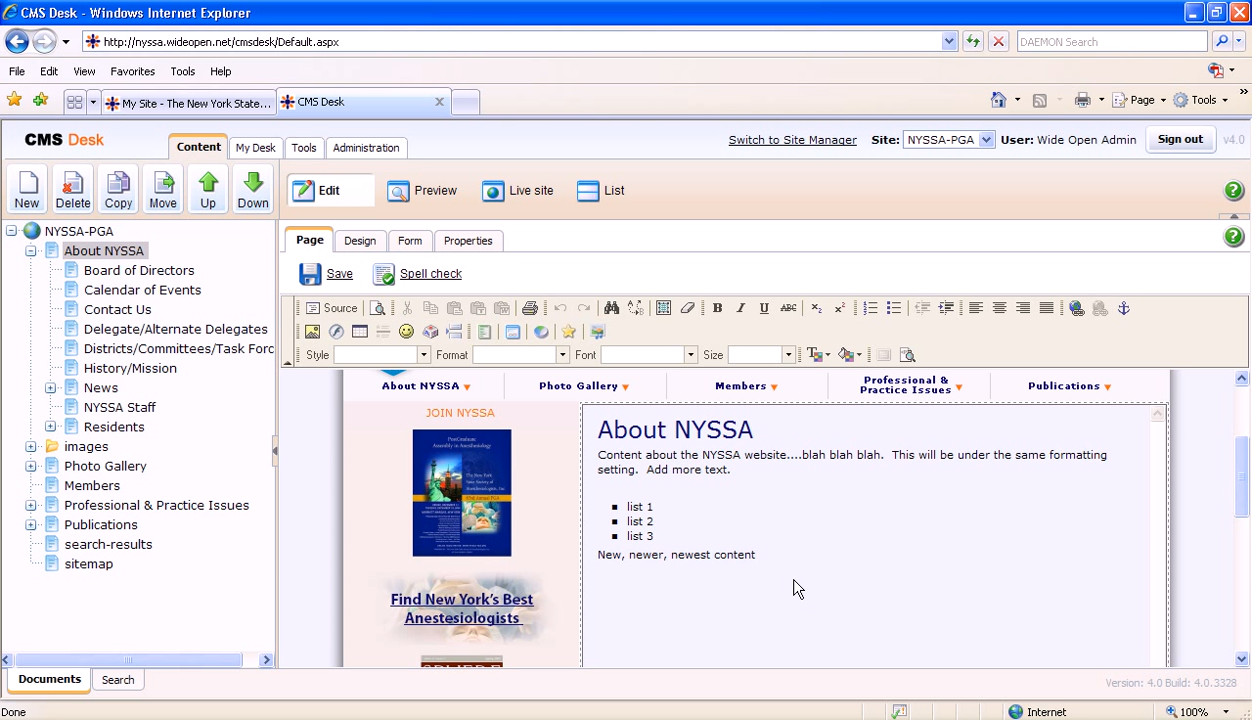 CMS Desk - Windows Internet Explorer
http://nyssa.wideopen.net/cmsdesk/Default.aspx
DAEMON Search
File Edit View Favorites Tools Help
My Site - The New York State...
CMS Desk
Page Tools
CMS Desk
Content My Desk Tools Administration
Switch to Site Manager Site: NYSSA-PGA User: Wide Open Admin Sign out v4.0
New Delete Copy Move Up Down
Edit Preview Live site List
NYSSA-PGA
About NYSSA
Board of Directors
Calendar of Events
Contact Us
Delegate/Alternate Delegates
Districts/Committees/Task Forc
History/Mission
News
NYSSA Staff
Residents
images
Photo Gallery
Members
Professional & Practice Issues
Publications
search-results
sitemap
Page Design Form Properties
Save Spell check
Source
B I U ABC
Style Format Font Size
About NYSSA Photo Gallery Members Professional &
Practice Issues Publications
JOIN NYSSA
Find New York's Best
Anestesiologists
About NYSSA
Content about the NYSSA website....blah blah blah. This will be under the same formatting
setting. Add more text.
list 1
list 2
list 3
New, newer, newest content
Documents Search
Version: 4.0 Build: 4.0.3328
Done Internet 100%